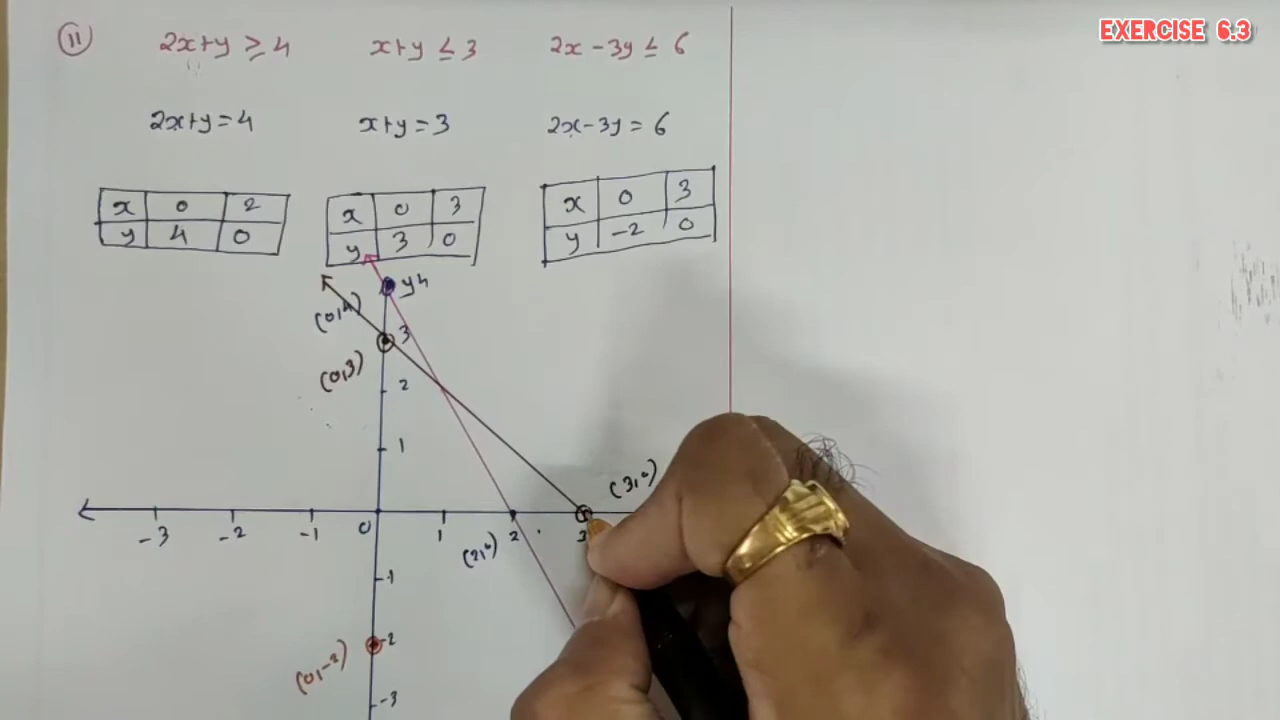 EXERCISE 6.3
11 2x+y ≥ 4 x+y ≤ 3 2x-3y ≤ 6
2x+y=4 x+y=3 2x-3y=6
x 0 2
y 4 0
x 0 3
y 3 0
x 0 3
y -2 0
y4
(0,4)
3
(0,3)
2
1
(3,0)
-3 -2 -1 0 1 2 3
(2,0)
-1
-2
(0,-2)
-3